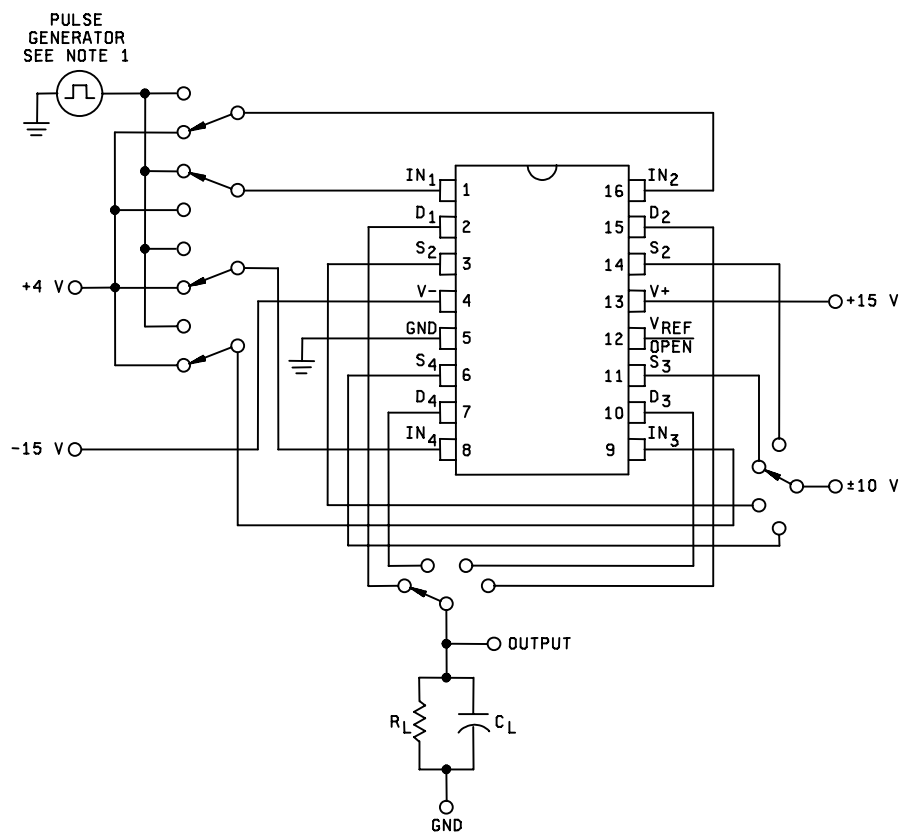 PULSE
GENERATOR
SEE NOTE 1
+4 V
-15 V
IN1
1
D1
2
S2
3
V-
4
GND
5
S4
6
D4
7
IN4
8
16
IN2
15
D2
14
S2
13
V+
12
VREF
OPEN
11
S3
10
D3
9
IN3
+15 V
±10 V
OUTPUT
RL
CL
GND